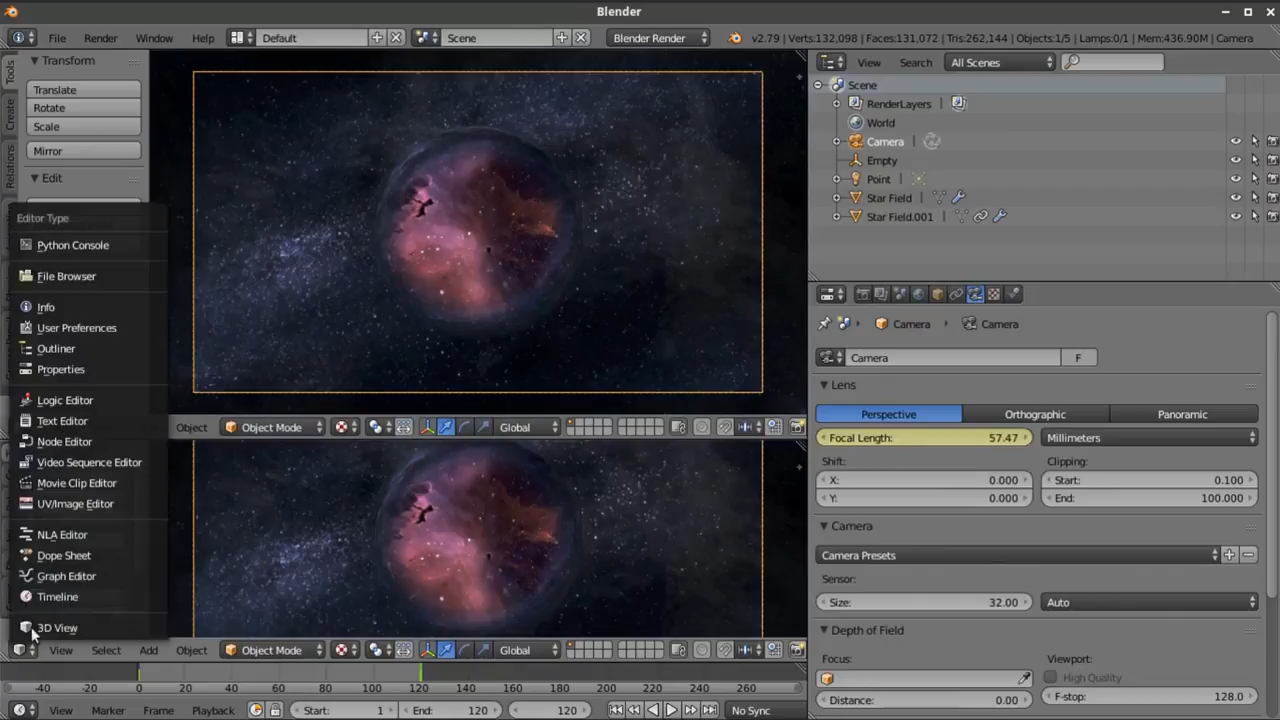 Blender
File Render Window Help Default Scene Blender Render v2.79 | Verts:132,098 | Faces:131,072 | Tris:262,144 | Objects:1/5 | Lamps:0/1 | Mem:436.90M | Camera
Tools
Create
Relations
Transform
Translate
Rotate
Scale
Mirror
Edit
Editor Type
Python Console
File Browser
Info
User Preferences
Outliner
Properties
Logic Editor
Text Editor
Node Editor
Video Sequence Editor
Movie Clip Editor
UV/Image Editor
NLA Editor
Dope Sheet
Graph Editor
Timeline
3D View
Object Object Mode Global
View Select Add Object Object Mode Global
-40 -20 0 20 40 60 80 100 120 140 160 180 200 220 240 260
View Marker Frame Playback Start: 1 End: 120 120 No Sync
View Search All Scenes
Scene
RenderLayers |
World
Camera |
Empty
Point |
Star Field |
Star Field.001 |
Camera Camera
Camera F
Lens
Perspective Orthographic Panoramic
Focal Length: 57.47 Millimeters
Shift: Clipping:
X: 0.000 Start: 0.100
Y: 0.000 End: 100.000
Camera
Camera Presets
Sensor:
Size: 32.00 Auto
Depth of Field
Focus: Viewport:
High Quality
Distance: 0.00 F-stop: 128.0